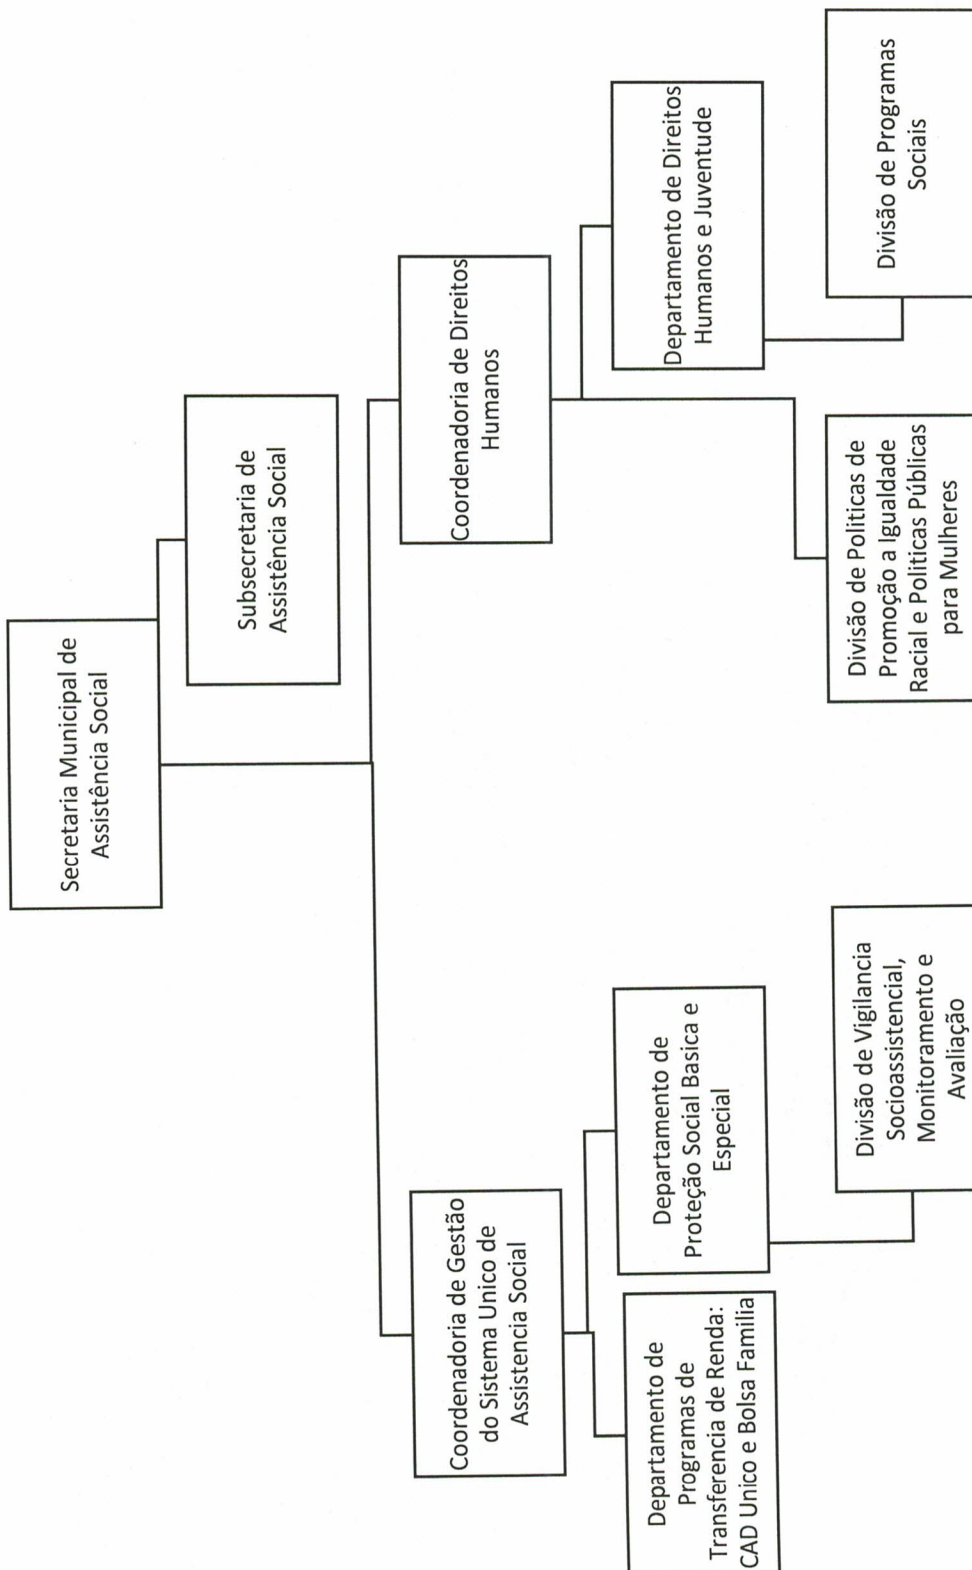 Secretaria Municipal de
Assistência Social
Subsecretaria de
Assistência Social
Coordenadoria de Gestão
do Sistema Unico de
Assistencia Social
Coordenadoria de Direitos
Humanos
Departamento de
Programas de
Transferencia de Renda:
CAD Unico e Bolsa Familia
Departamento de
Proteção Social Basica e
Especial
Departamento de Direitos
Humanos e Juventude
Divisão de Vigilancia
Socioassistencial,
Monitoramento e
Avaliação
Divisão de Politicas de
Promoção a Igualdade
Racial e Politicas Públicas
para Mulheres
Divisão de Programas
Sociais